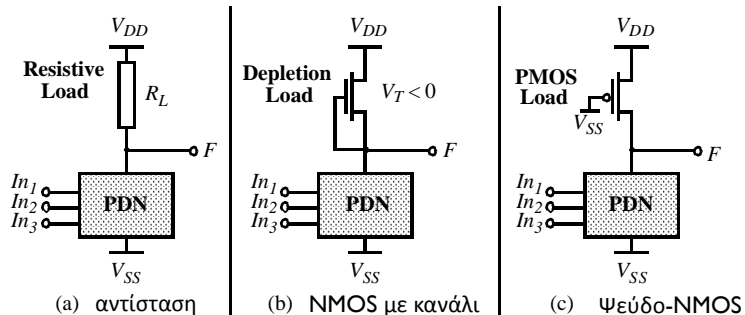 V_DD
Resistive
Load
R_L
F
In_1
In_2
In_3
PDN
V_SS
(a) αντίσταση
V_DD
Depletion
Load
V_T < 0
F
In_1
In_2
In_3
PDN
V_SS
(b) NMOS με κανάλι
V_DD
PMOS
Load
V_SS
F
In_1
In_2
In_3
PDN
V_SS
(c) Ψεύδο-NMOS